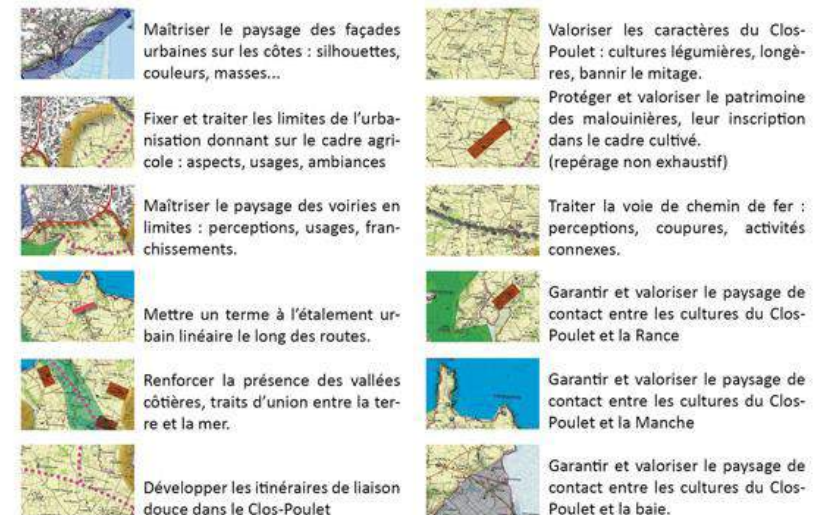 Maîtriser le paysage des façades
urbaines sur les côtes : silhouettes,
couleurs, masses...
Fixer et traiter les limites de l'urba-
nisation donnant sur le cadre agri-
cole : aspects, usages, ambiances
Maîtriser le paysage des voiries en
limites : perceptions, usages, fran-
chissements.
Mettre un terme à l'étalement ur-
bain linéaire le long des routes.
Renforcer la présence des vallées
côtières, traits d'union entre la ter-
re et la mer.
Développer les itinéraires de liaison
douce dans le Clos-Poulet
Valoriser les caractères du Clos-
Poulet : cultures légumières, longè-
res, bannir le mitage.
Protéger et valoriser le patrimoine
des malouinières, leur inscription
dans le cadre cultivé.
(repérage non exhaustif)
Traiter la voie de chemin de fer :
perceptions, coupures, activités
connexes.
Garantir et valoriser le paysage de
contact entre les cultures du Clos-
Poulet et la Rance
Garantir et valoriser le paysage de
contact entre les cultures du Clos-
Poulet et la Manche
Garantir et valoriser le paysage de
contact entre les cultures du Clos-
Poulet et la baie.